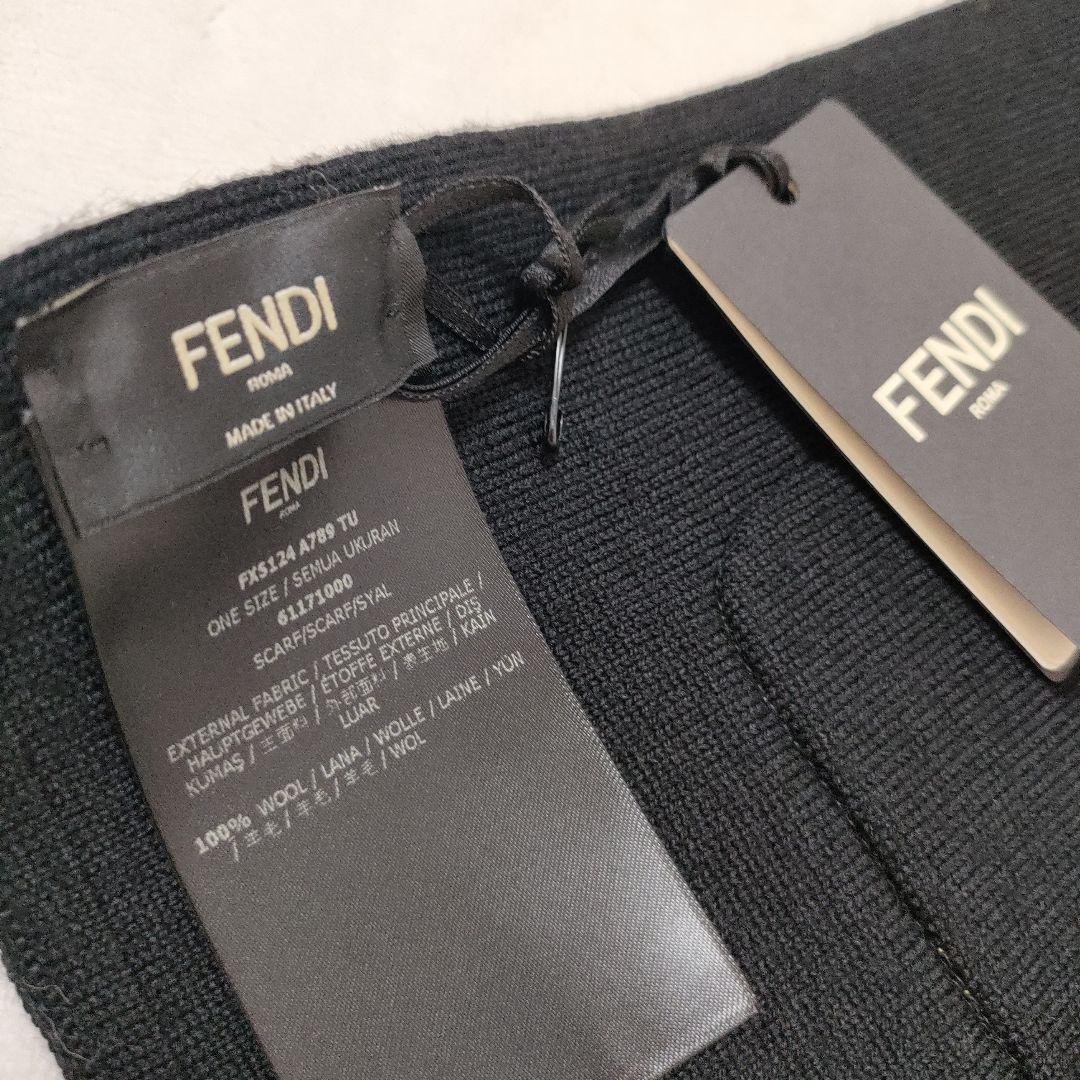 FENDI
ROMA
MADE IN ITALY
FENDI
ROMA
FXS124 A789 TU
ONE SIZE / SEMUA UKURAN
61171000
SCARF/SCARF/SYAL
EXTERNAL FABRIC / TESSUTO PRINCIPALE /
HAUPTGEWEBE / ÉTOFFE EXTERNE / DIŞ
KUMAŞ / 主面料 / 外部面料 / 表生地 / KAIN
LUAR
100% WOOL / LANA / WOLLE / LAINE / YÜN
/ 羊毛 / 羊毛 / 羊毛 / WOL
FENDI
ROMA